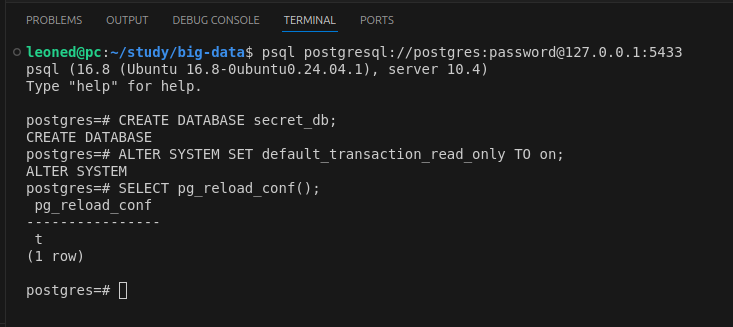 PROBLEMS OUTPUT DEBUG CONSOLE TERMINAL PORTS
leoned@pc:~/study/big-data$ psql postgresql://postgres:password@127.0.0.1:5433
psql (16.8 (Ubuntu 16.8-0ubuntu0.24.04.1), server 10.4)
Type "help" for help.
postgres=# CREATE DATABASE secret_db;
CREATE DATABASE
postgres=# ALTER SYSTEM SET default_transaction_read_only TO on;
ALTER SYSTEM
postgres=# SELECT pg_reload_conf();
pg_reload_conf
----------------
t
(1 row)
postgres=#